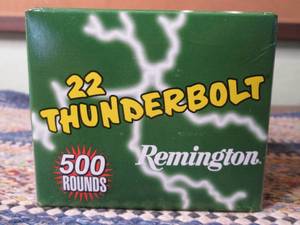 22
THUNDERBOLT
500
ROUNDS
Remington.